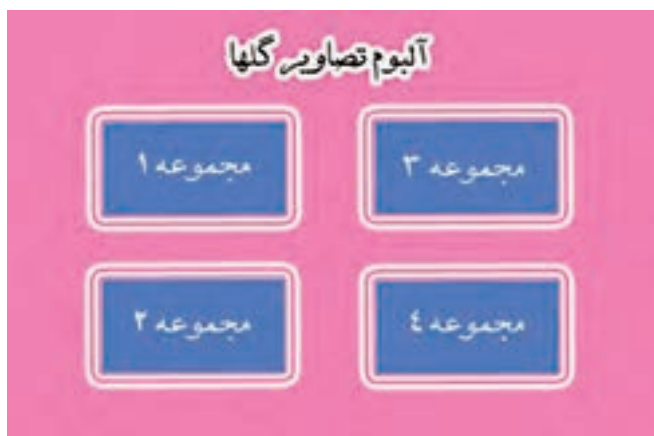 آلبوم تصاویر گلها
مجموعه ۳
مجموعه ۱
مجموعه ٤
مجموعه ۲